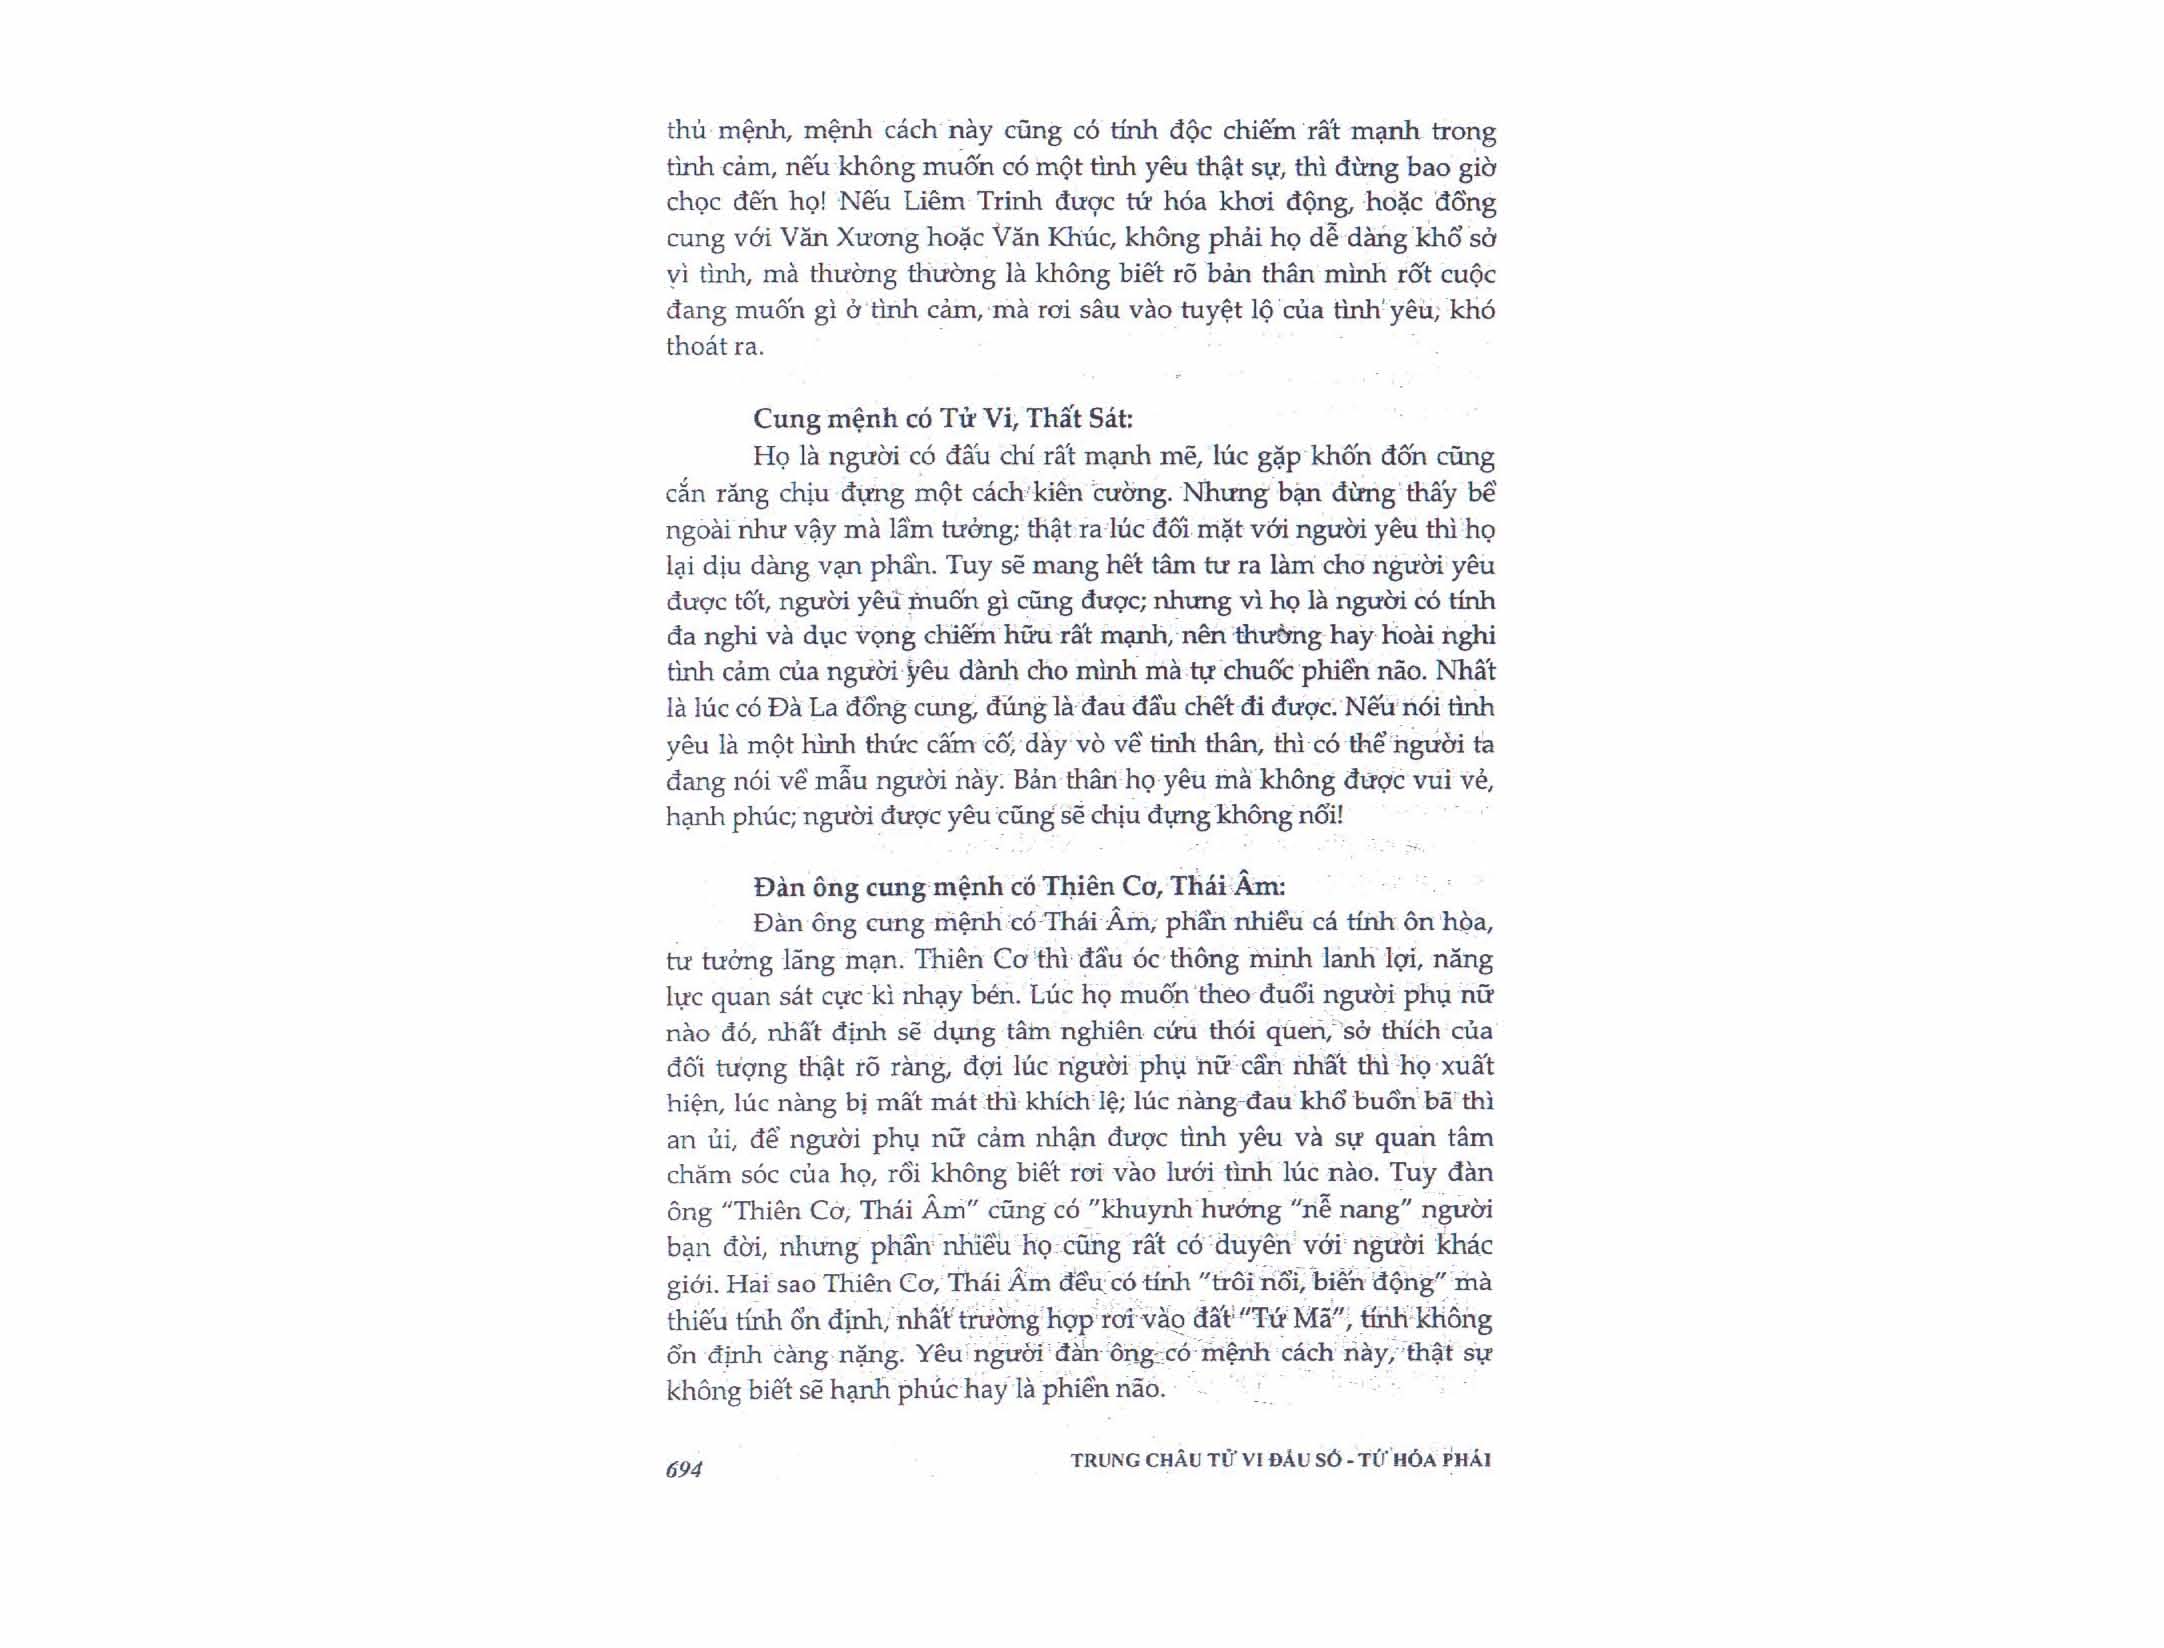 thủ mệnh, mệnh cách này cũng có tính độc chiếm rất mạnh trong
tình cảm, nếu không muốn có một tình yêu thật sự, thì đừng bao giờ
chọc đến họ! Nếu Liêm Trinh được tứ hóa khơi động, hoặc đồng
cung với Văn Xương hoặc Văn Khúc, không phải họ dễ dàng khổ sở
vì tình, mà thường thường là không biết rõ bản thân mình rốt cuộc
đang muốn gì ở tình cảm, mà rơi sâu vào tuyệt lộ của tình yêu, khó
thoát ra.
Cung mệnh có Tử Vi, Thất Sát:
Họ là người có đấu chí rất mạnh mẽ, lúc gặp khốn đốn cũng
cắn răng chịu đựng một cách kiên cường. Nhưng bạn đừng thấy bề
ngoài như vậy mà lầm tưởng; thật ra lúc đối mặt với người yêu thì họ
lại dịu dàng vạn phần. Tuy sẽ mang hết tâm tư ra làm cho người yêu
được tốt, người yêu muốn gì cũng được; nhưng vì họ là người có tính
đa nghi và dục vọng chiếm hữu rất mạnh, nên thường hay hoài nghi
tình cảm của người yêu dành cho mình mà tự chuốc phiền não. Nhất
là lúc có Đà La đồng cung, đúng là đau đầu chết đi được. Nếu nói tình
yêu là một hình thức cấm cố, dày vò về tinh thân, thì có thể người ta
đang nói về mẫu người này. Bản thân họ yêu mà không được vui vẻ,
hạnh phúc; người được yêu cũng sẽ chịu đựng không nổi!
Đàn ông cung mệnh có Thiên Cơ, Thái Âm:
Đàn ông cung mệnh có Thái Âm, phần nhiều cá tính ôn hòa,
tư tưởng lãng mạn. Thiên Cơ thì đầu óc thông minh lanh lợi, năng
lực quan sát cực kì nhạy bén. Lúc họ muốn theo đuổi người phụ nữ
nào đó, nhất định sẽ dụng tâm nghiên cứu thói quen, sở thích của
đối tượng thật rõ ràng, đợi lúc người phụ nữ cần nhất thì họ xuất
hiện, lúc nàng bị mất mát thì khích lệ; lúc nàng đau khổ buồn bã thì
an ủi, để người phụ nữ cảm nhận được tình yêu và sự quan tâm
chăm sóc của họ, rồi không biết rơi vào lưới tình lúc nào. Tuy đàn
ông "Thiên Cơ, Thái Âm" cũng có "khuynh hướng "nễ nang" người
bạn đời, nhưng phần nhiều họ cũng rất có duyên với người khác
giới. Hai sao Thiên Cơ, Thái Âm đều có tính "trôi nổi, biến động" mà
thiếu tính ổn định, nhất trường hợp rơi vào đất "Tứ Mã", tính không
ổn định càng nặng. Yêu người đàn ông có mệnh cách này, thật sự
không biết sẽ hạnh phúc hay là phiền não.
694
TRUNG CHÂU TỬ VI ĐẨU SỐ - TỨ HÓA PHÁI